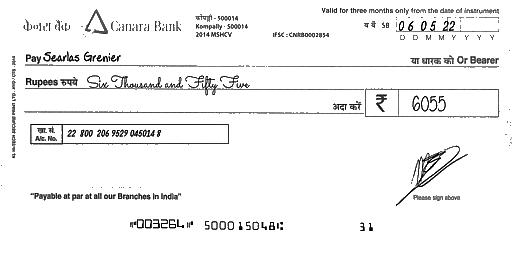 केनरा बैंक Canara Bank
कोंपल्ली - 500014
Kompally - 500014
2014 MSHCV
IFSC : CNRB0002854
Valid for three months only from the date of instrument
SB 06 05 22
D D M M Y Y Y Y
Pay Searlas Grenier या धारक को Or Bearer
Rupees रुपये Six Thousand and Fifty Five
अदा करें ₹ 6055
खा. सं.
A/c. No. 22 800 206 9529 045014 8
Please sign above
"Payable at par at all our Branches in India"
⑈003264⑈ 500015048⑆ 31